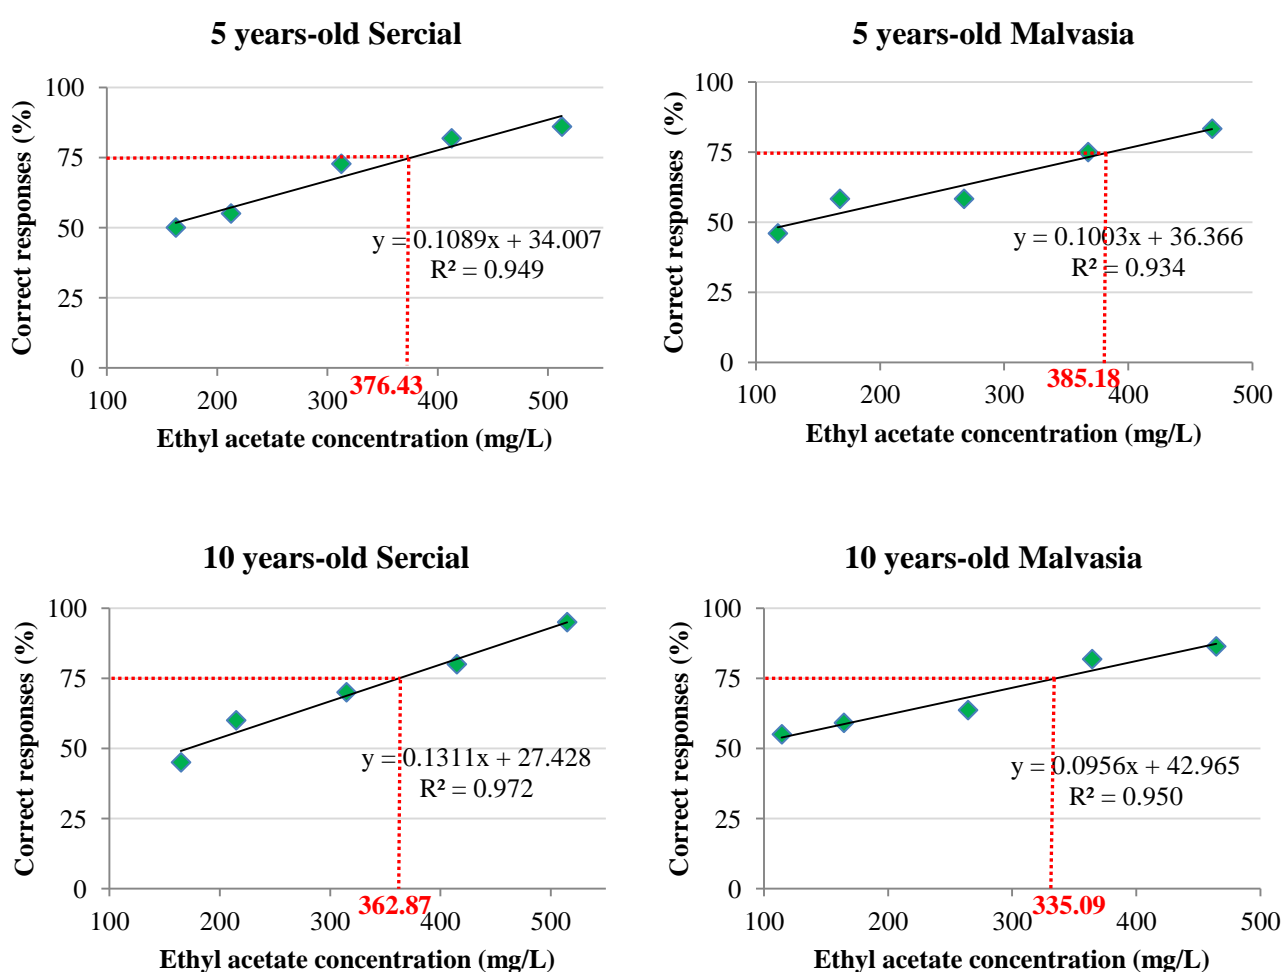 5 years-old Sercial
Correct responses (%)
100
75
50
25
0
y = 0.1089x + 34.007
R² = 0.949
376.43
100 200 300 400 500
Ethyl acetate concentration (mg/L)
5 years-old Malvasia
Correct responses (%)
100
75
50
25
0
y = 0.1003x + 36.366
R² = 0.934
385.18
100 200 300 400 500
Ethyl acetate concentration (mg/L)
10 years-old Sercial
Correct responses (%)
100
75
50
25
0
y = 0.1311x + 27.428
R² = 0.972
362.87
100 200 300 400 500
Ethyl acetate concentration (mg/L)
10 years-old Malvasia
Correct responses (%)
100
75
50
25
0
y = 0.0956x + 42.965
R² = 0.950
335.09
100 200 300 400 500
Ethyl acetate concentration (mg/L)